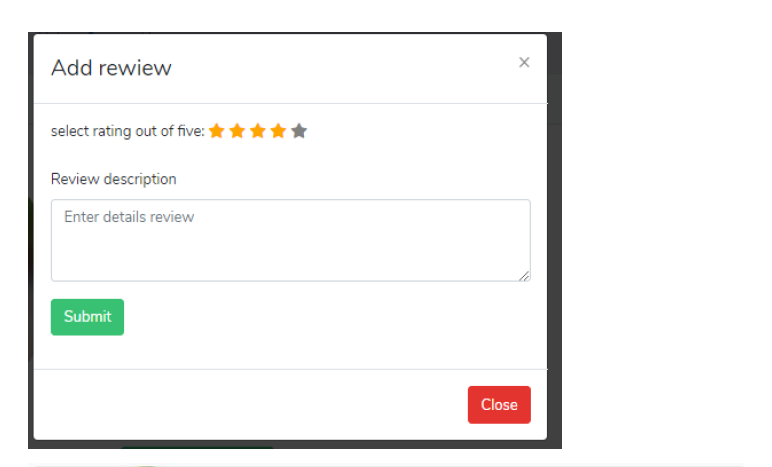 Add rewiew
×
select rating out of five:
Review description
Enter details review
Submit
Close